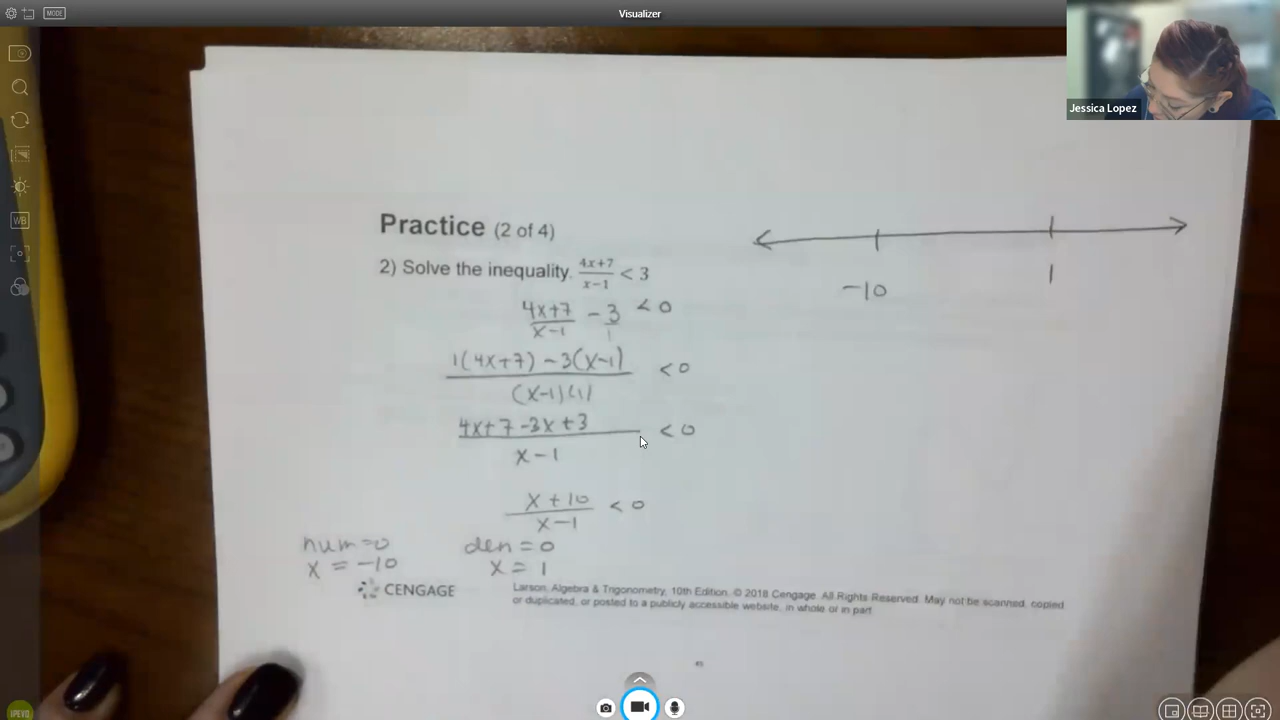 MODE
Visualizer
Jessica Lopez
WB
Practice (2 of 4)
2) Solve the inequality. 4x+7/x−1 < 3
4x+7/x−1 − 3/1 < 0
1(4x+7) −3(x−1)/(x−1)(1) < 0
4x+7−3x+3/x−1 < 0
x+10/x−1 < 0
num=0 den=0
x = −10 x = 1
−10 1
CENGAGE
Larson, Algebra & Trigonometry, 10th Edition. © 2018 Cengage. All Rights Reserved. May not be scanned, copied
or duplicated, or posted to a publicly accessible website, in whole or in part.
IPEVO